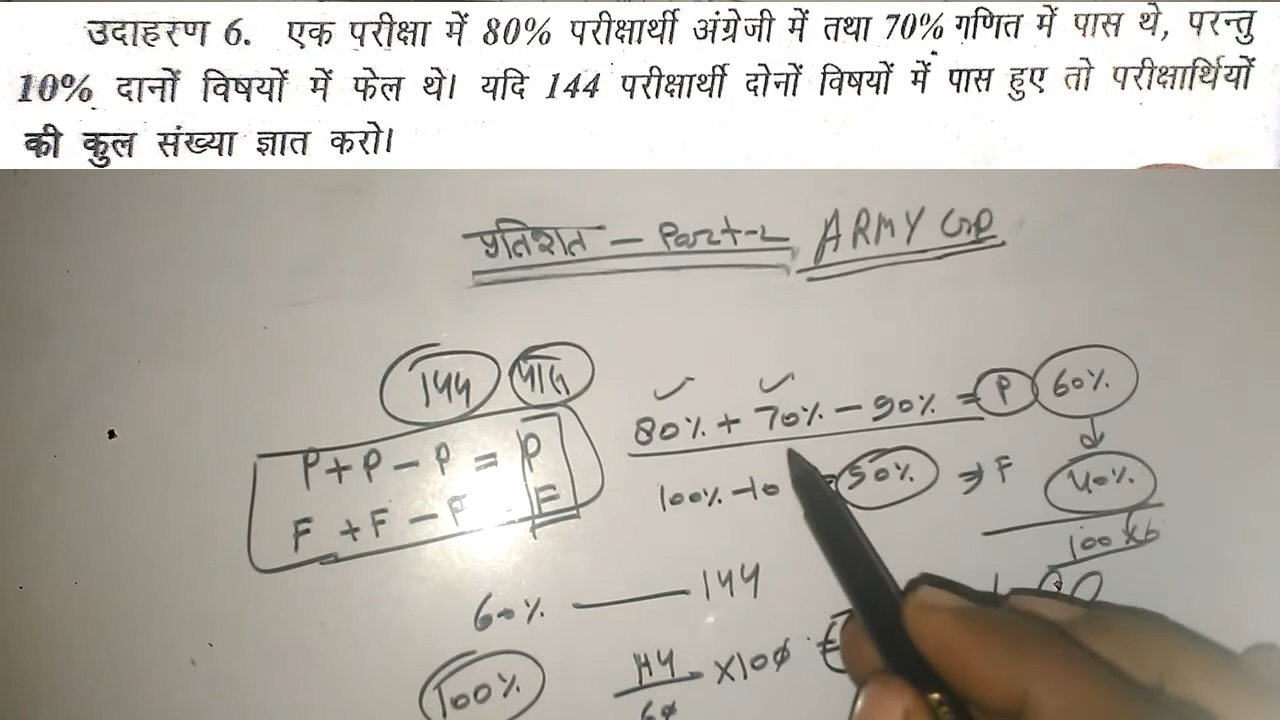 उदाहरण 6. एक परीक्षा में 80% परीक्षार्थी अंग्रेजी में तथा 70% गणित में पास थे, परन्तु
10% दानों विषयों में फेल थे। यदि 144 परीक्षार्थी दोनों विषयों में पास हुए तो परीक्षार्थियों
की कुल संख्या ज्ञात करो।
प्रतिशत – Part-2 ARMY GD
144 पास
80% + 70% – 90% = P 60%
P+P–P = P
100% – 10 = 90% ⇒ F 40%
F+F–F F
100%
60% — 144
100% 144/60 × 100